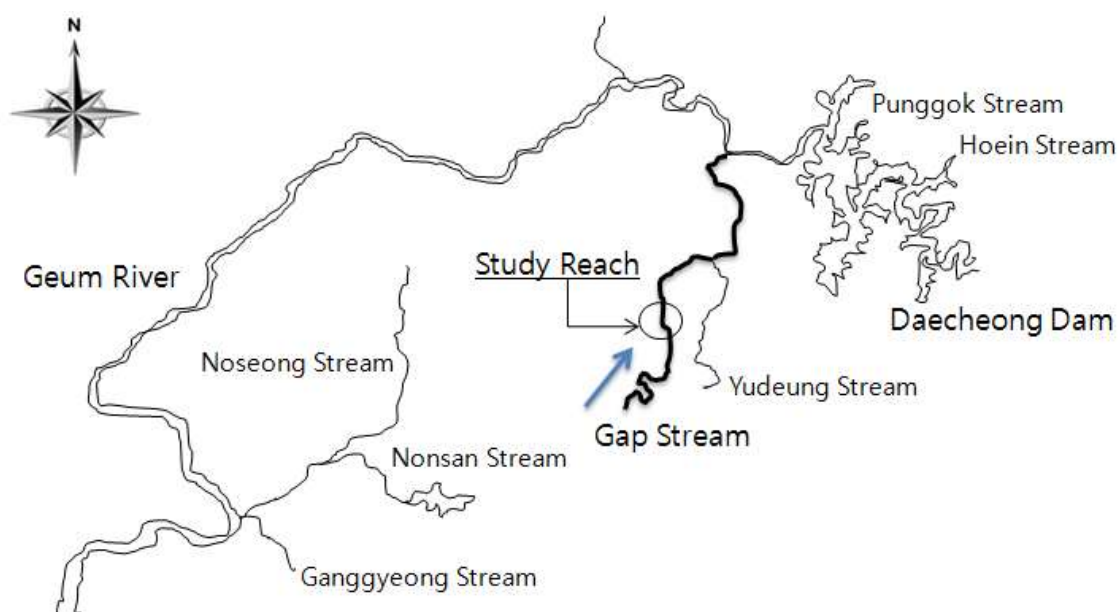 N
Punggok Stream
Hoein Stream
Study Reach
Geum River
Daecheong Dam
Noseong Stream
Yudeung Stream
Gap Stream
Nonsan Stream
Ganggyeong Stream